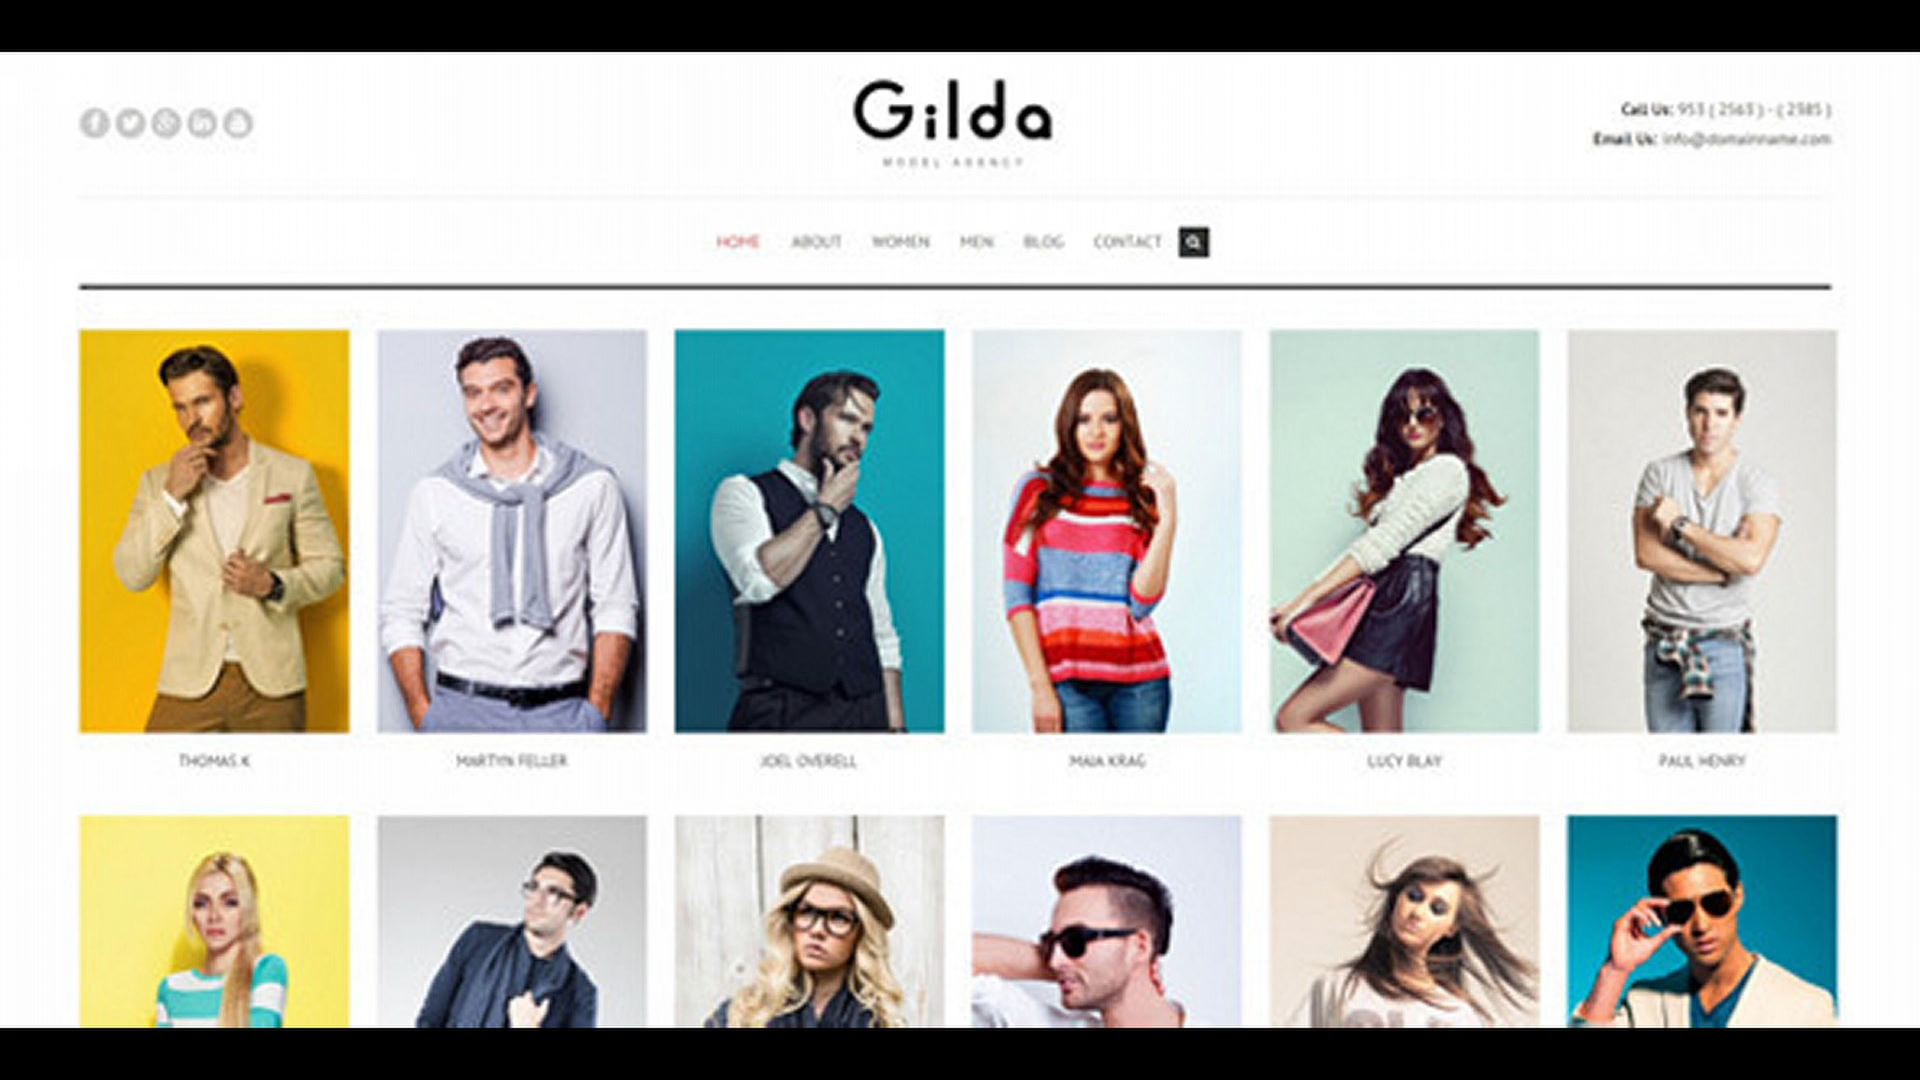 Gilda
MODEL AGENCY
Call Us: 953 ( 2563 ) - ( 2385 )
Email Us: info@domainname.com
HOME ABOUT WOMEN MEN BLOG CONTACT
THOMAS K MARTYN FELLER JOEL OVERELL MAIA KRAG LUCY BLAY PAUL HENRY